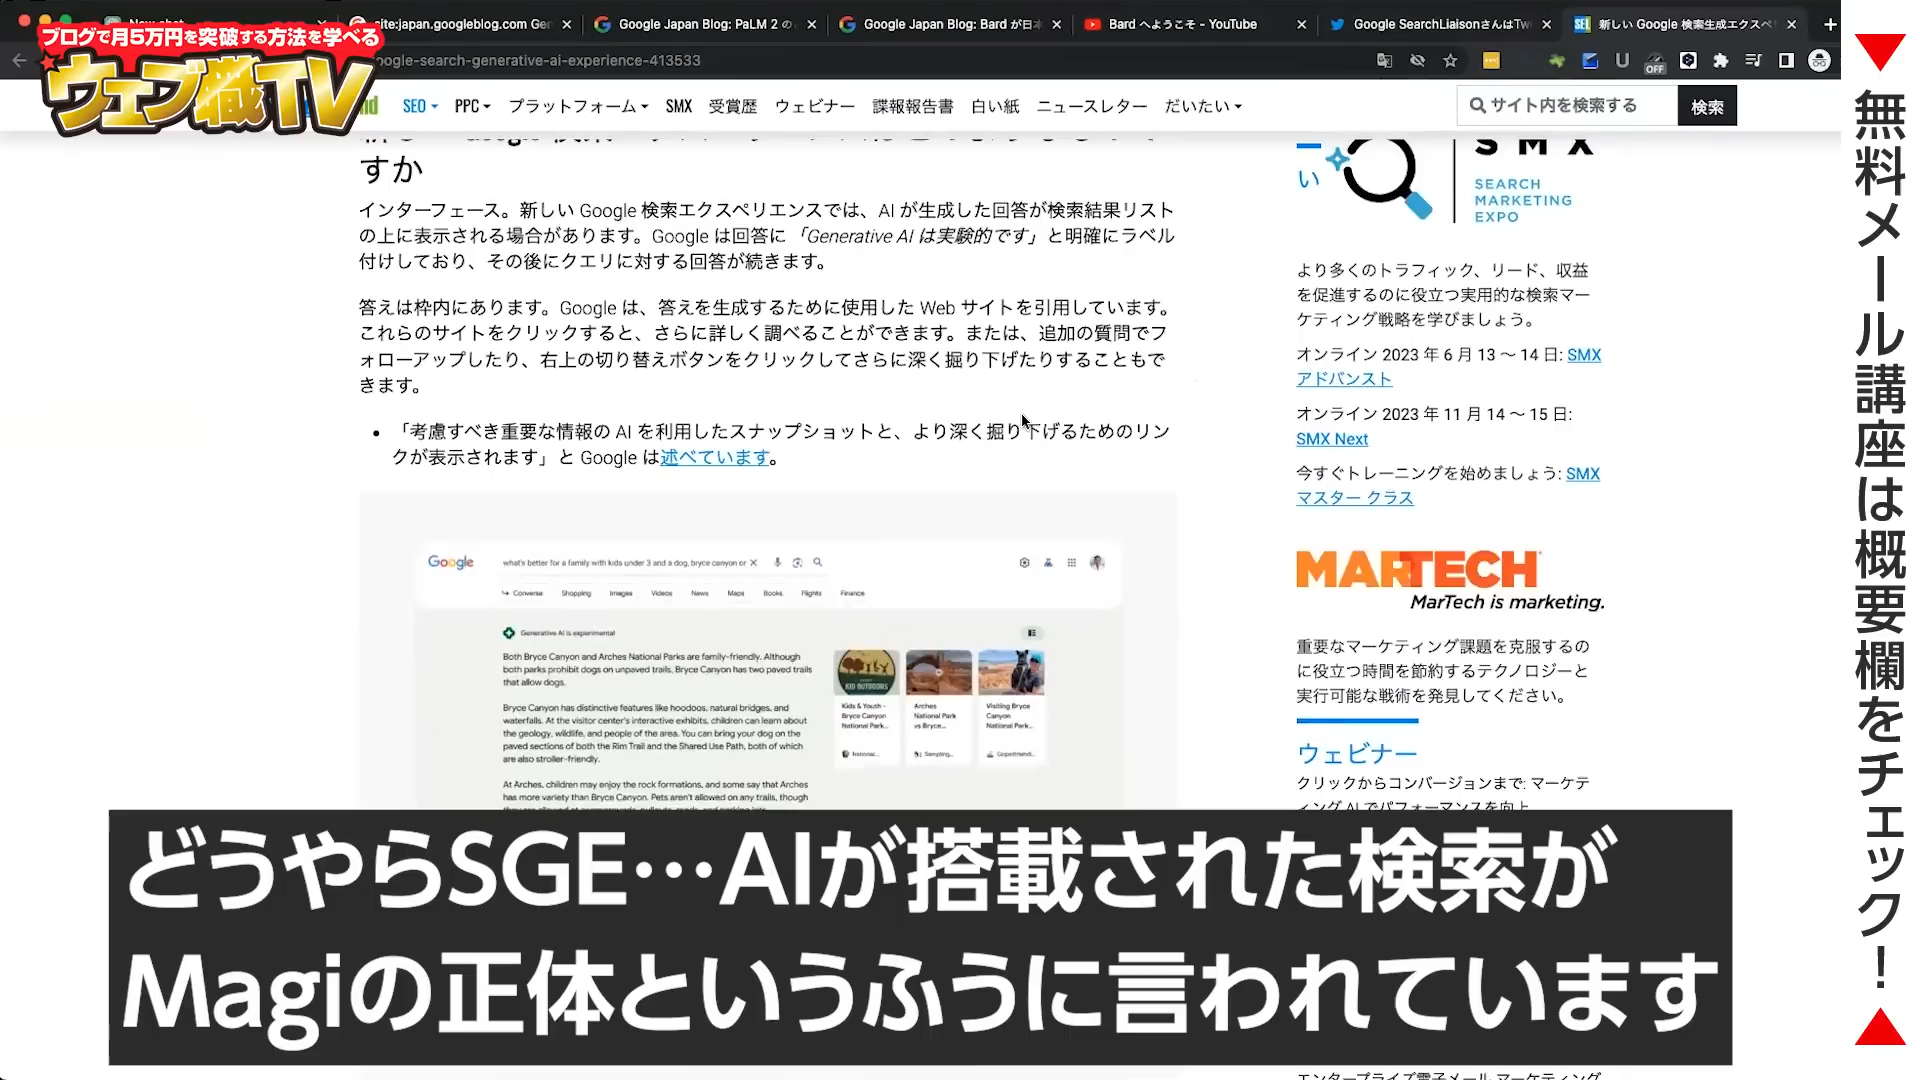 ブログで月5万円を突破する方法を学べる
ウェブ職TV
site:japan.googleblog.com Gen
Google Japan Blog: PaLM 2 の
Google Japan Blog: Bard が日本
Bard へようこそ - YouTube
Google SearchLiaisonさんはTw
新しい Google 検索生成エクスペ
oogle-search-generative-ai-experience-413533
OFF
SEO
PPC
プラットフォーム
SMX
受賞歴
ウェビナー
諜報報告書
白い紙
ニュースレター
だいたい
サイト内を検索する
検索
すか
インターフェース。新しい Google 検索エクスペリエンスでは、AI が生成した回答が検索結果リスト
の上に表示される場合があります。Google は回答に「Generative AI は実験的です」と明確にラベル
付けしており、その後にクエリに対する回答が続きます。
答えは枠内にあります。Google は、答えを生成するために使用した Web サイトを引用しています。
これらのサイトをクリックすると、さらに詳しく調べることができます。または、追加の質問でフ
ォローアップしたり、右上の切り替えボタンをクリックしてさらに深く掘り下げたりすることもで
きます。
「考慮すべき重要な情報の AI を利用したスナップショットと、より深く掘り下げるためのリン
クが表示されます」と Google は述べています。
Google
what's better for a family with kids under 3 and a dog, bryce canyon or
Converse
Shopping
Images
Videos
News
Maps
Books
Flights
Finance
Generative AI is experimental
Both Bryce Canyon and Arches National Parks are family-friendly. Although
both parks prohibit dogs on unpaved trails, Bryce Canyon has two paved trails
that allow dogs.
Bryce Canyon has distinctive features like hoodoos, natural bridges, and
waterfalls. At the visitor center's interactive exhibits, children can learn about
the geology, wildlife, and people of the area. You can bring your dog on the
paved sections of both the Rim Trail and the Shared Use Path, both of which
are also stroller-friendly.
At Arches, children may enjoy the rock formations, and some say that Arches
has more variety than Bryce Canyon. Pets aren't allowed on any trails, though
KID OUTDOORS
Kids & Youth -
Bryce Canyon
National Park...
National...
Arches
National Park
vs Bryce...
Sampling...
Visiting Bryce
Canyon
National Park...
い
SMX
SEARCH
MARKETING
EXPO
より多くのトラフィック、リード、収益
を促進するのに役立つ実用的な検索マー
ケティング戦略を学びましょう。
オンライン 2023 年 6 月 13 ～ 14 日: SMX
アドバンスト
オンライン 2023 年 11 月 14 ～ 15 日:
SMX Next
今すぐトレーニングを始めましょう: SMX
マスター クラス
MARTECH
MarTech is marketing.
重要なマーケティング課題を克服するの
に役立つ時間を節約するテクノロジーと
実行可能な戦術を発見してください。
ウェビナー
クリックからコンバージョンまで: マーケテ
ィング AI でパフォーマンスを向上
どうやらSGE…AIが搭載された検索が
Magiの正体というふうに言われています
エンタープライズ電子メール マーケティング
▼無料メール講座は概要欄をチェック！▲